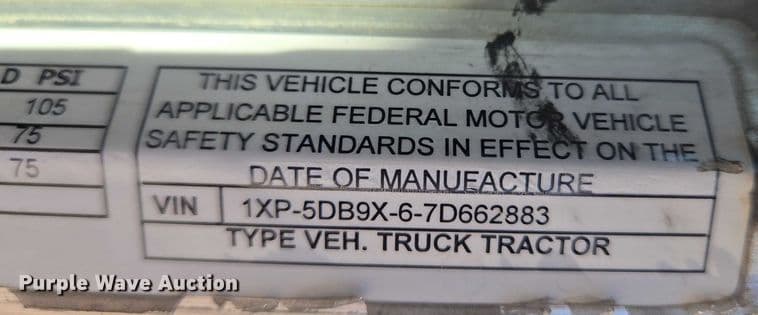 D PSI
105
75
75
THIS VEHICLE CONFORMS TO ALL
APPLICABLE FEDERAL MOTOR VEHICLE
SAFETY STANDARDS IN EFFECT ON THE
DATE OF MANUFACTURE
VIN 1XP-5DB9X-6-7D662883
TYPE VEH. TRUCK TRACTOR
Purple Wave Auction